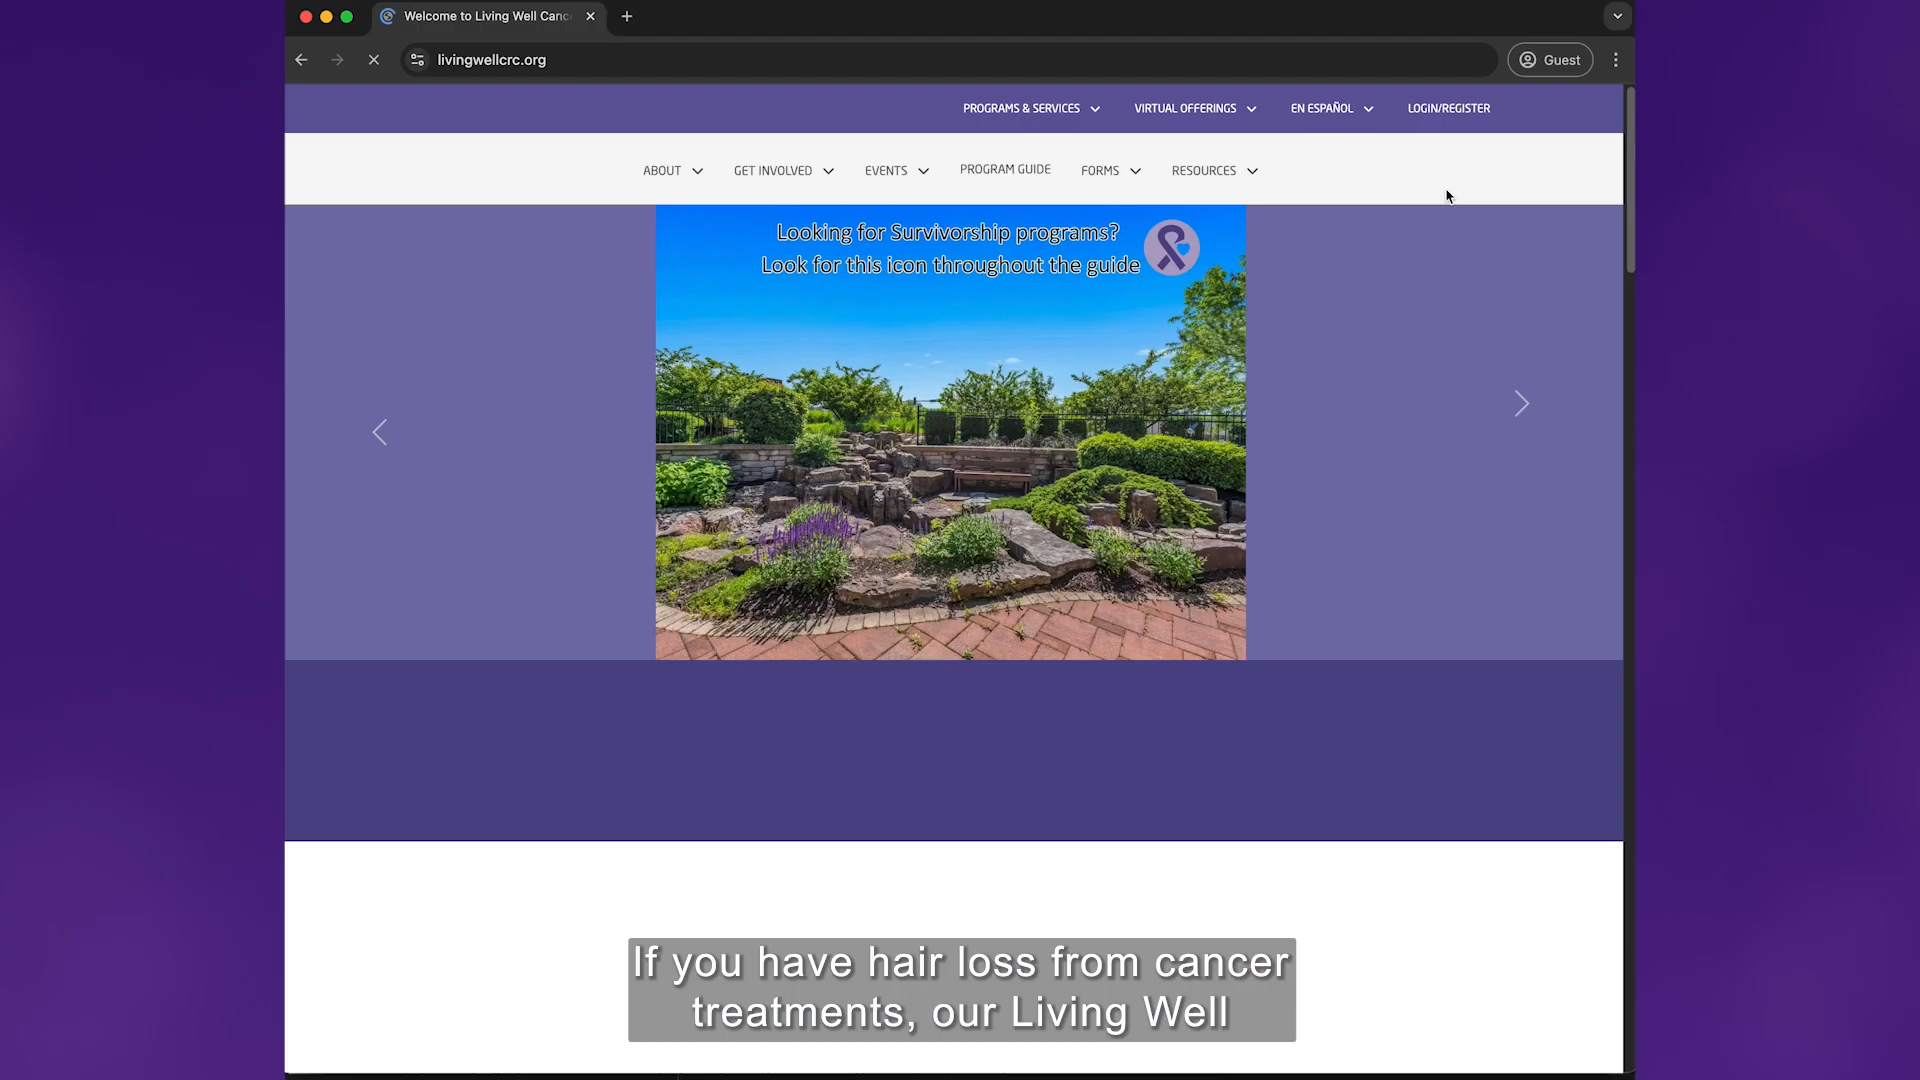 Welcome to Living Well Canc
livingwellcrc.org
Guest
PROGRAMS & SERVICES
VIRTUAL OFFERINGS
EN ESPAÑOL
LOGIN/REGISTER
ABOUT
GET INVOLVED
EVENTS
PROGRAM GUIDE
FORMS
RESOURCES
Looking for Survivorship programs?
Look for this icon throughout the guide
If you have hair loss from cancer
treatments, our Living Well